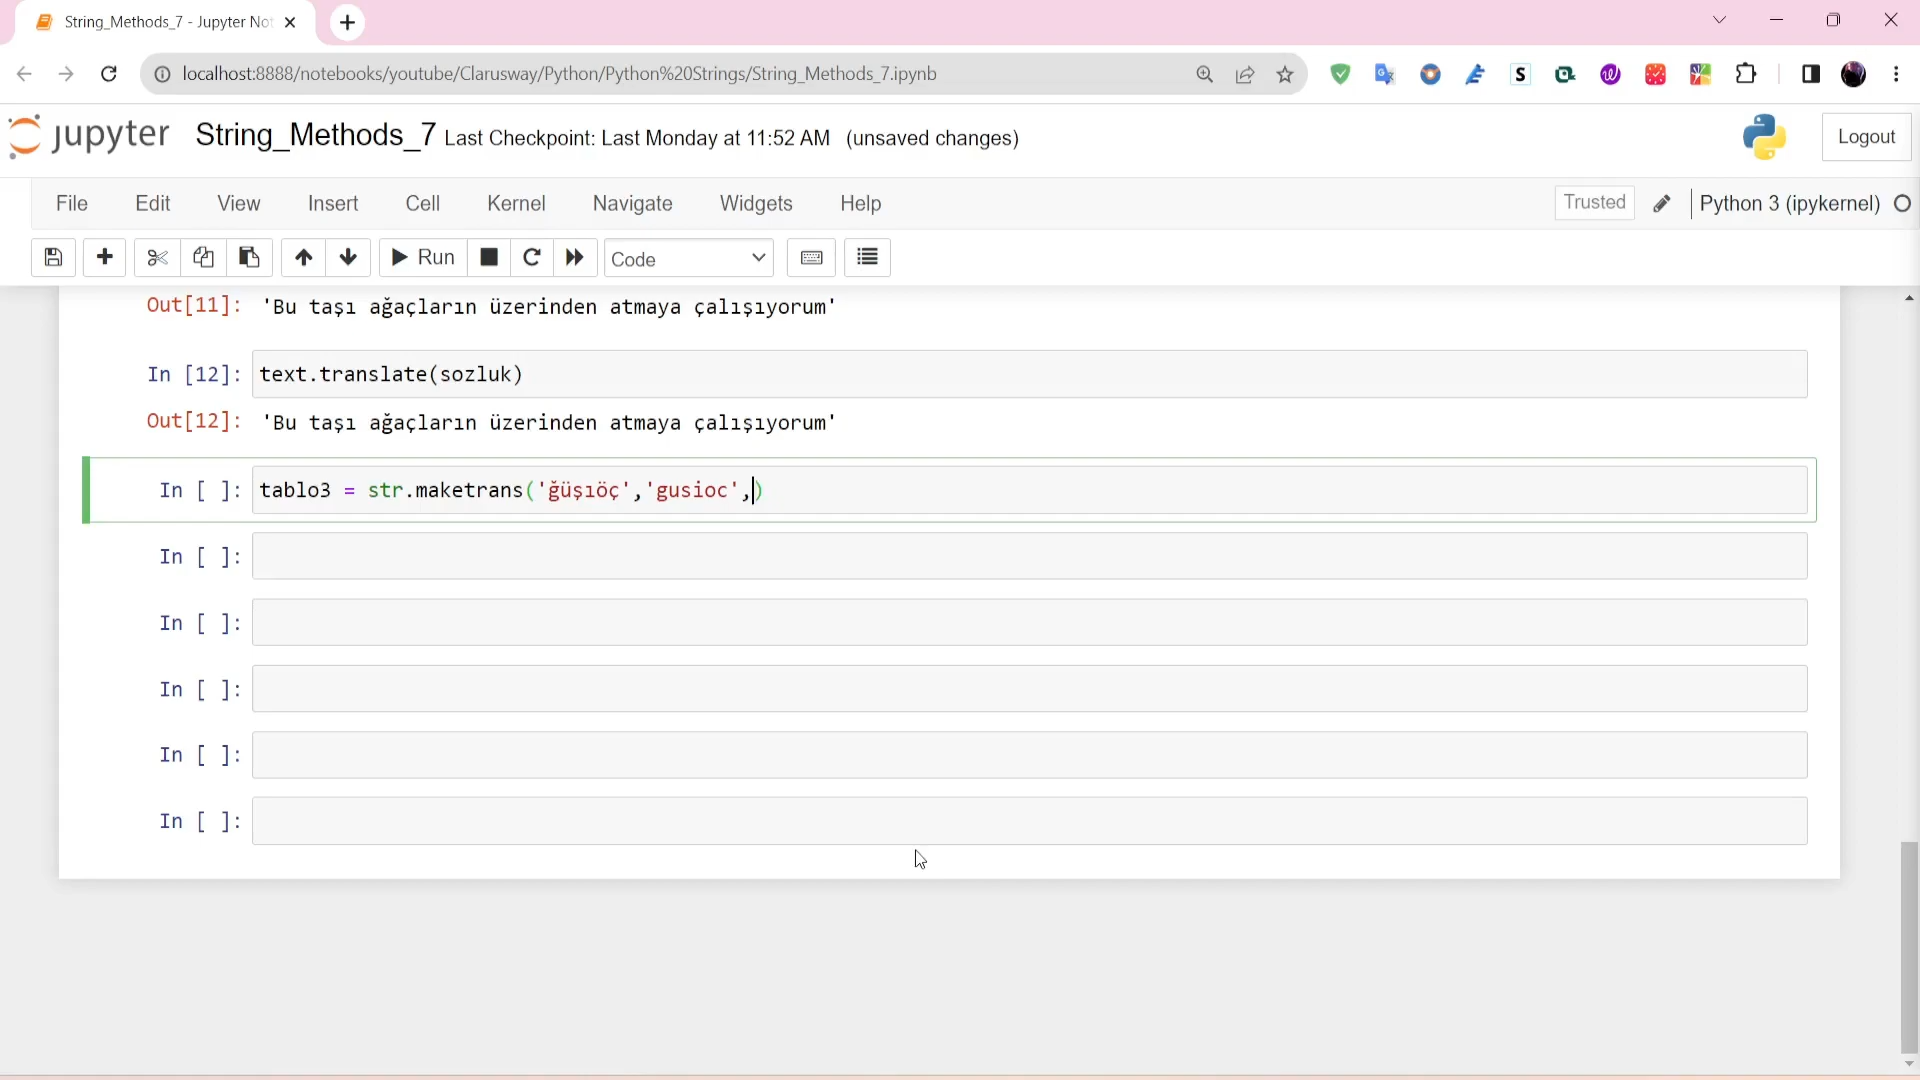 String_Methods_7 - Jupyter Not
localhost:8888/notebooks/youtube/Clarusway/Python/Python%20Strings/String_Methods_7.ipynb
S
jupyter String_Methods_7 Last Checkpoint: Last Monday at 11:52 AM (unsaved changes)
Logout
File Edit View Insert Cell Kernel Navigate Widgets Help
Trusted
Python 3 (ipykernel)
Run
Code
Out[11]: 'Bu taşı ağaçların üzerinden atmaya çalışıyorum'
In [12]: text.translate(sozluk)
Out[12]: 'Bu taşı ağaçların üzerinden atmaya çalışıyorum'
In [ ]: tablo3 = str.maketrans('ğüşıöç','gusioc',)
In [ ]:
In [ ]:
In [ ]:
In [ ]:
In [ ]: